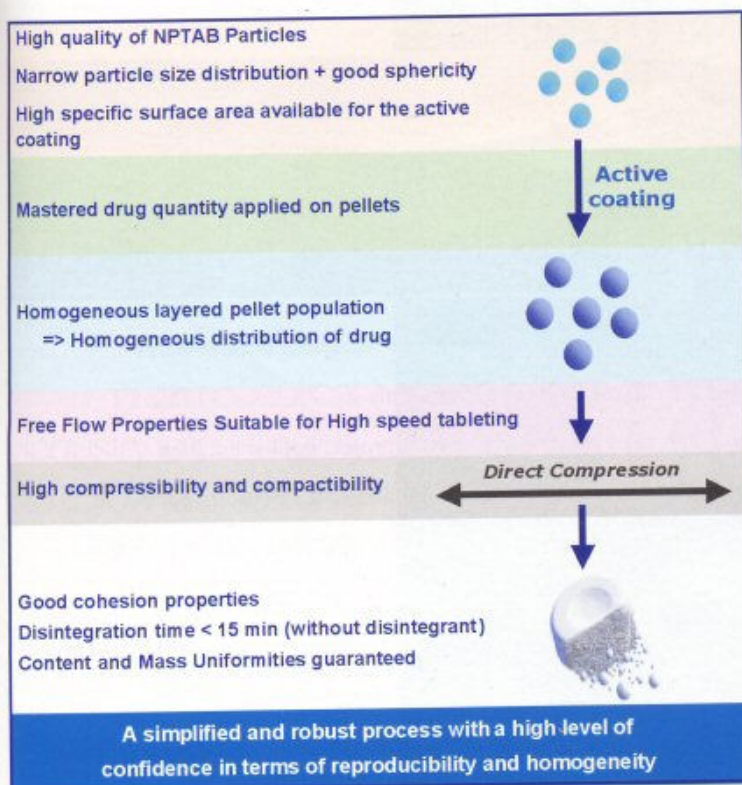 High quality of NPTAB Particles
Narrow particle size distribution + good sphericity
High specific surface area available for the active
coating
Active
coating
Mastered drug quantity applied on pellets
Homogeneous layered pellet population
=> Homogeneous distribution of drug
Free Flow Properties Suitable for High speed tableting
Direct Compression
High compressibility and compactibility
Good cohesion properties
Disintegration time < 15 min (without disintegrant)
Content and Mass Uniformities guaranteed
A simplified and robust process with a high level of
confidence in terms of reproducibility and homogeneity